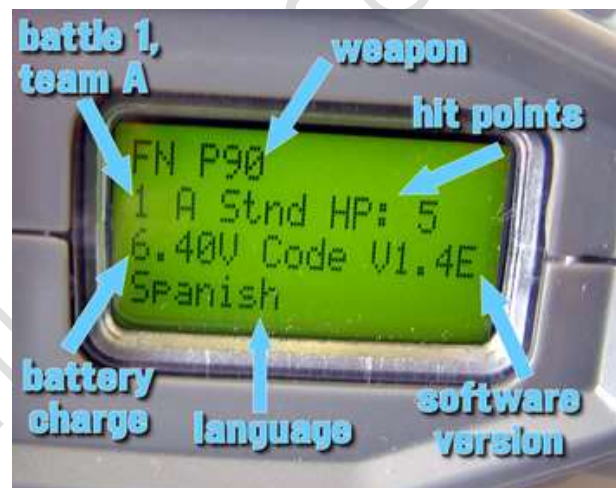 battle 1,
team A
weapon
hit points
FN P90
1 A Stnd HP: 5
6.40V Code V1.4E
Spanish
battery
charge
language
software
version